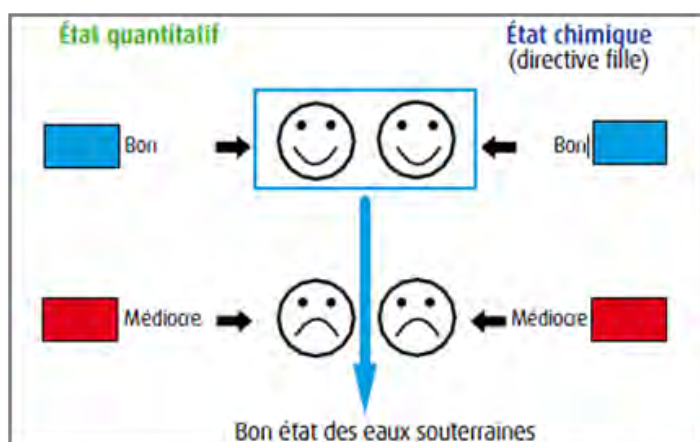 État quantitatif
État chimique
(directive fille)
Bon
Bon
Médiocre
Médiocre
Bon état des eaux souterraines